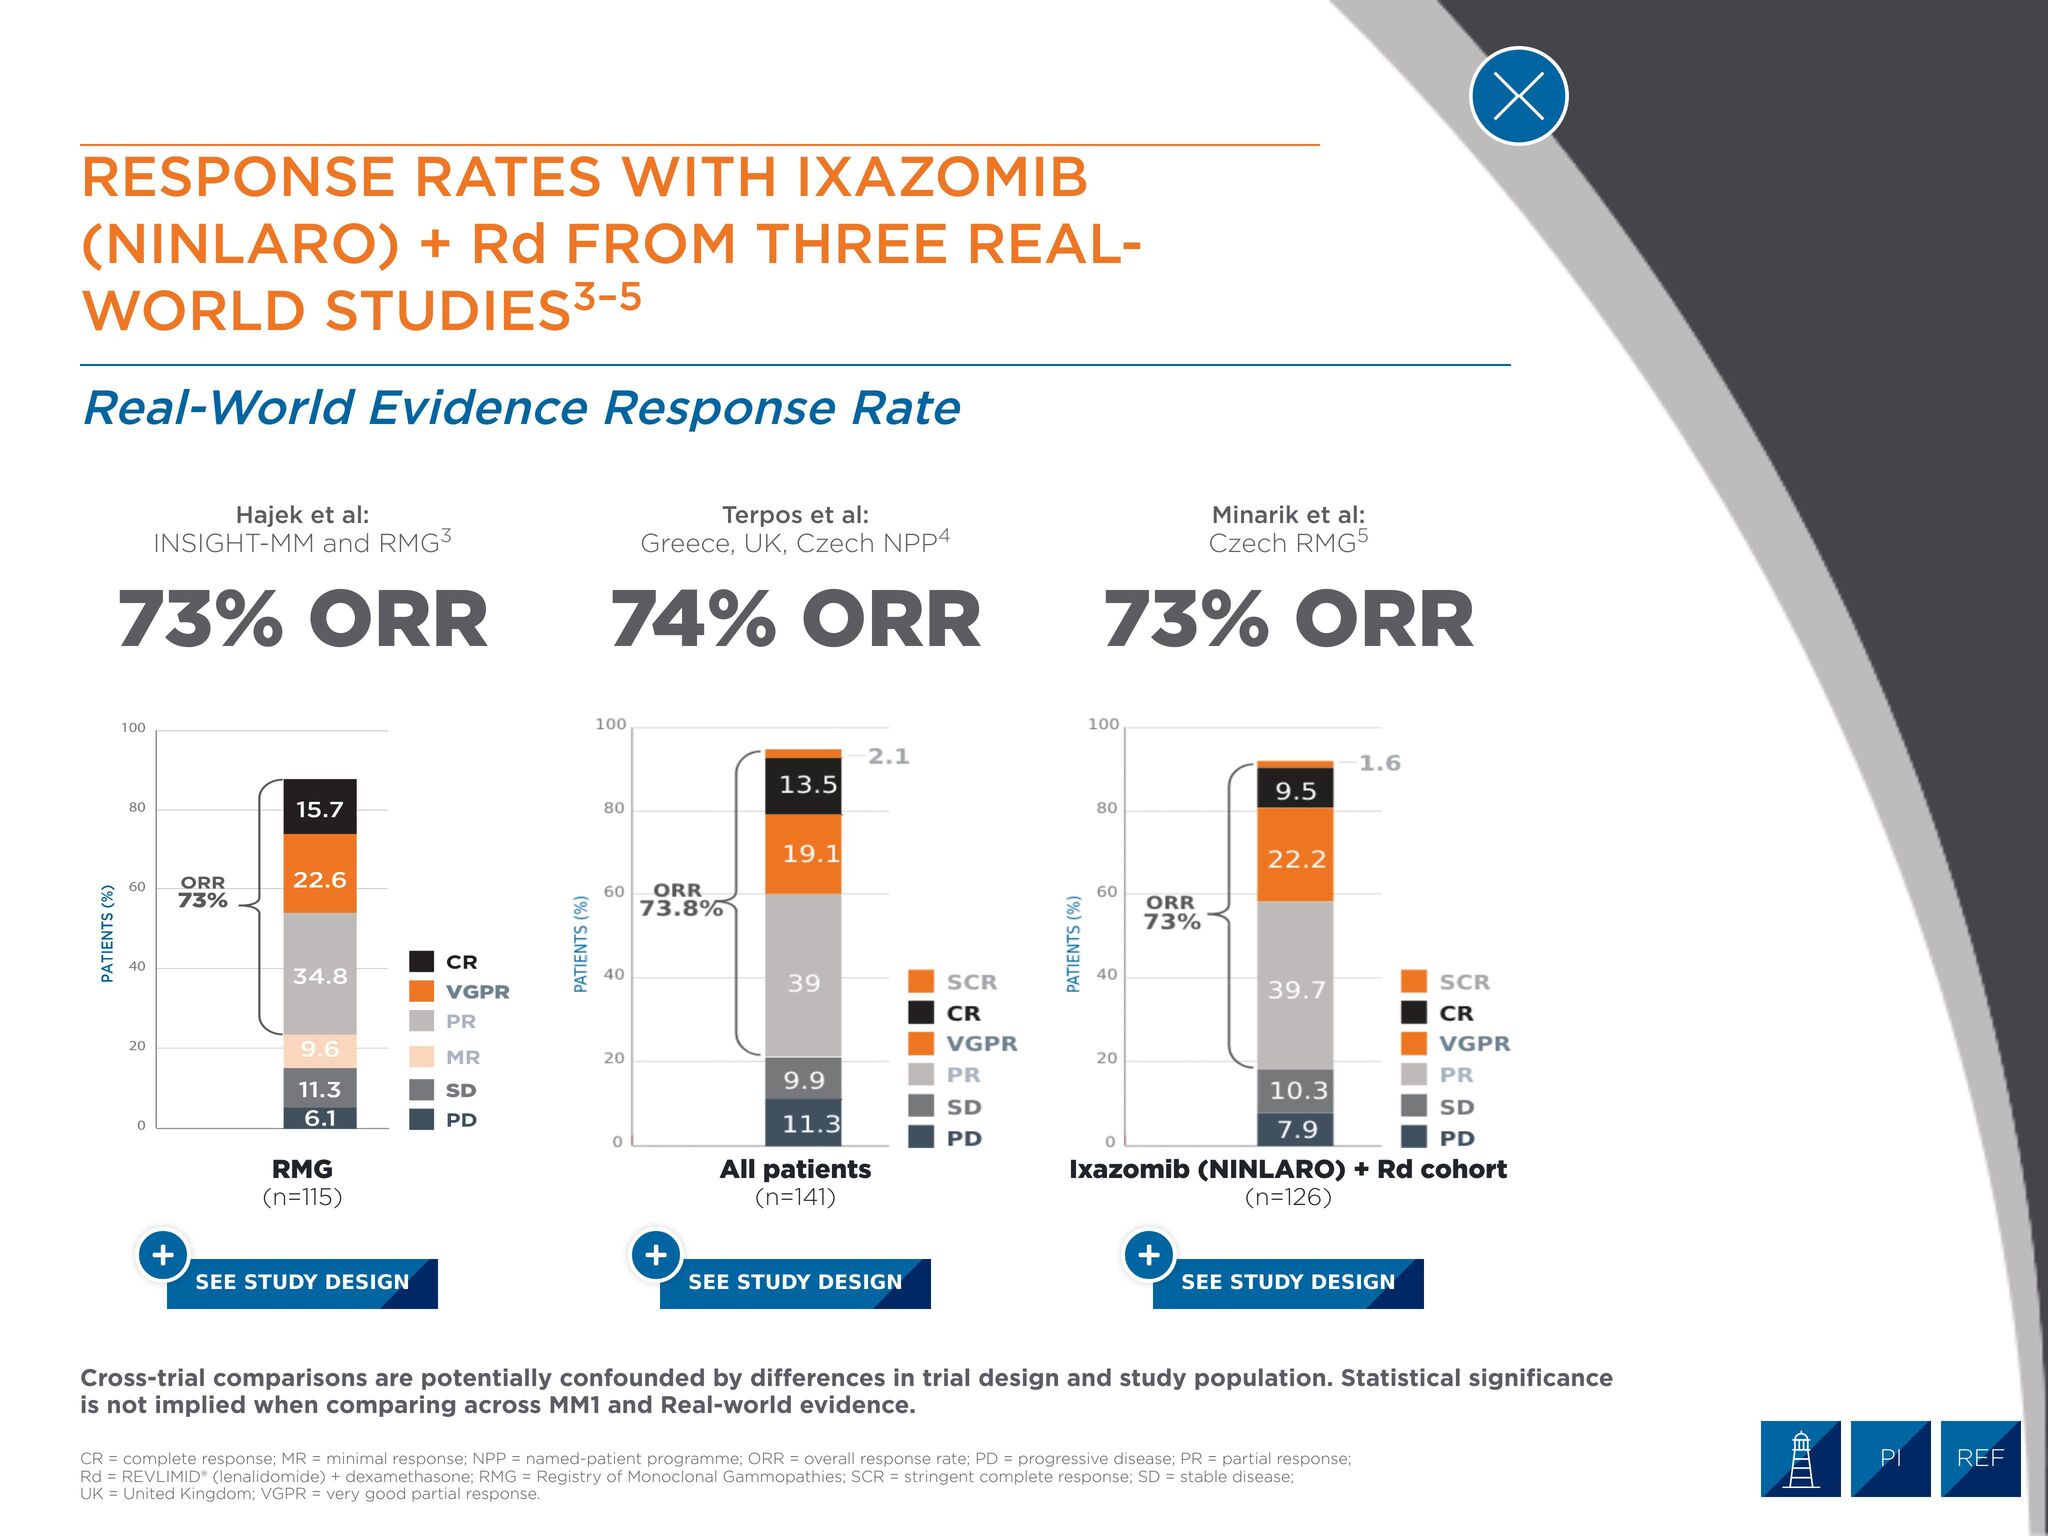 RESPONSE RATES WITH IXAZOMIB
(NINLARO) + Rd FROM THREE REAL-
WORLD STUDIES3–5
Real-World Evidence Response Rate
Hajek et al:
INSIGHT-MM and RMG3
73% ORR
100
80
60
40
20
0
PATIENTS (%)
ORR
73%
15.7
22.6
34.8
9.6
11.3
6.1
CR
VGPR
PR
MR
SD
PD
RMG
(n=115)
+
SEE STUDY DESIGN
Terpos et al:
Greece, UK, Czech NPP4
74% ORR
100
80
60
40
20
0
PATIENTS (%)
ORR
73.8%
2.1
13.5
19.1
39
9.9
11.3
SCR
CR
VGPR
PR
SD
PD
All patients
(n=141)
+
SEE STUDY DESIGN
Minarik et al:
Czech RMG5
73% ORR
100
80
60
40
20
0
PATIENTS (%)
ORR
73%
1.6
9.5
22.2
39.7
10.3
7.9
SCR
CR
VGPR
PR
SD
PD
Ixazomib (NINLARO) + Rd cohort
(n=126)
+
SEE STUDY DESIGN
Cross-trial comparisons are potentially confounded by differences in trial design and study population. Statistical significance
is not implied when comparing across MM1 and Real-world evidence.
CR = complete response; MR = minimal response; NPP = named-patient programme; ORR = overall response rate; PD = progressive disease; PR = partial response;
Rd = REVLIMID® (lenalidomide) + dexamethasone; RMG = Registry of Monoclonal Gammopathies; SCR = stringent complete response; SD = stable disease;
UK = United Kingdom; VGPR = very good partial response.
PI
REF